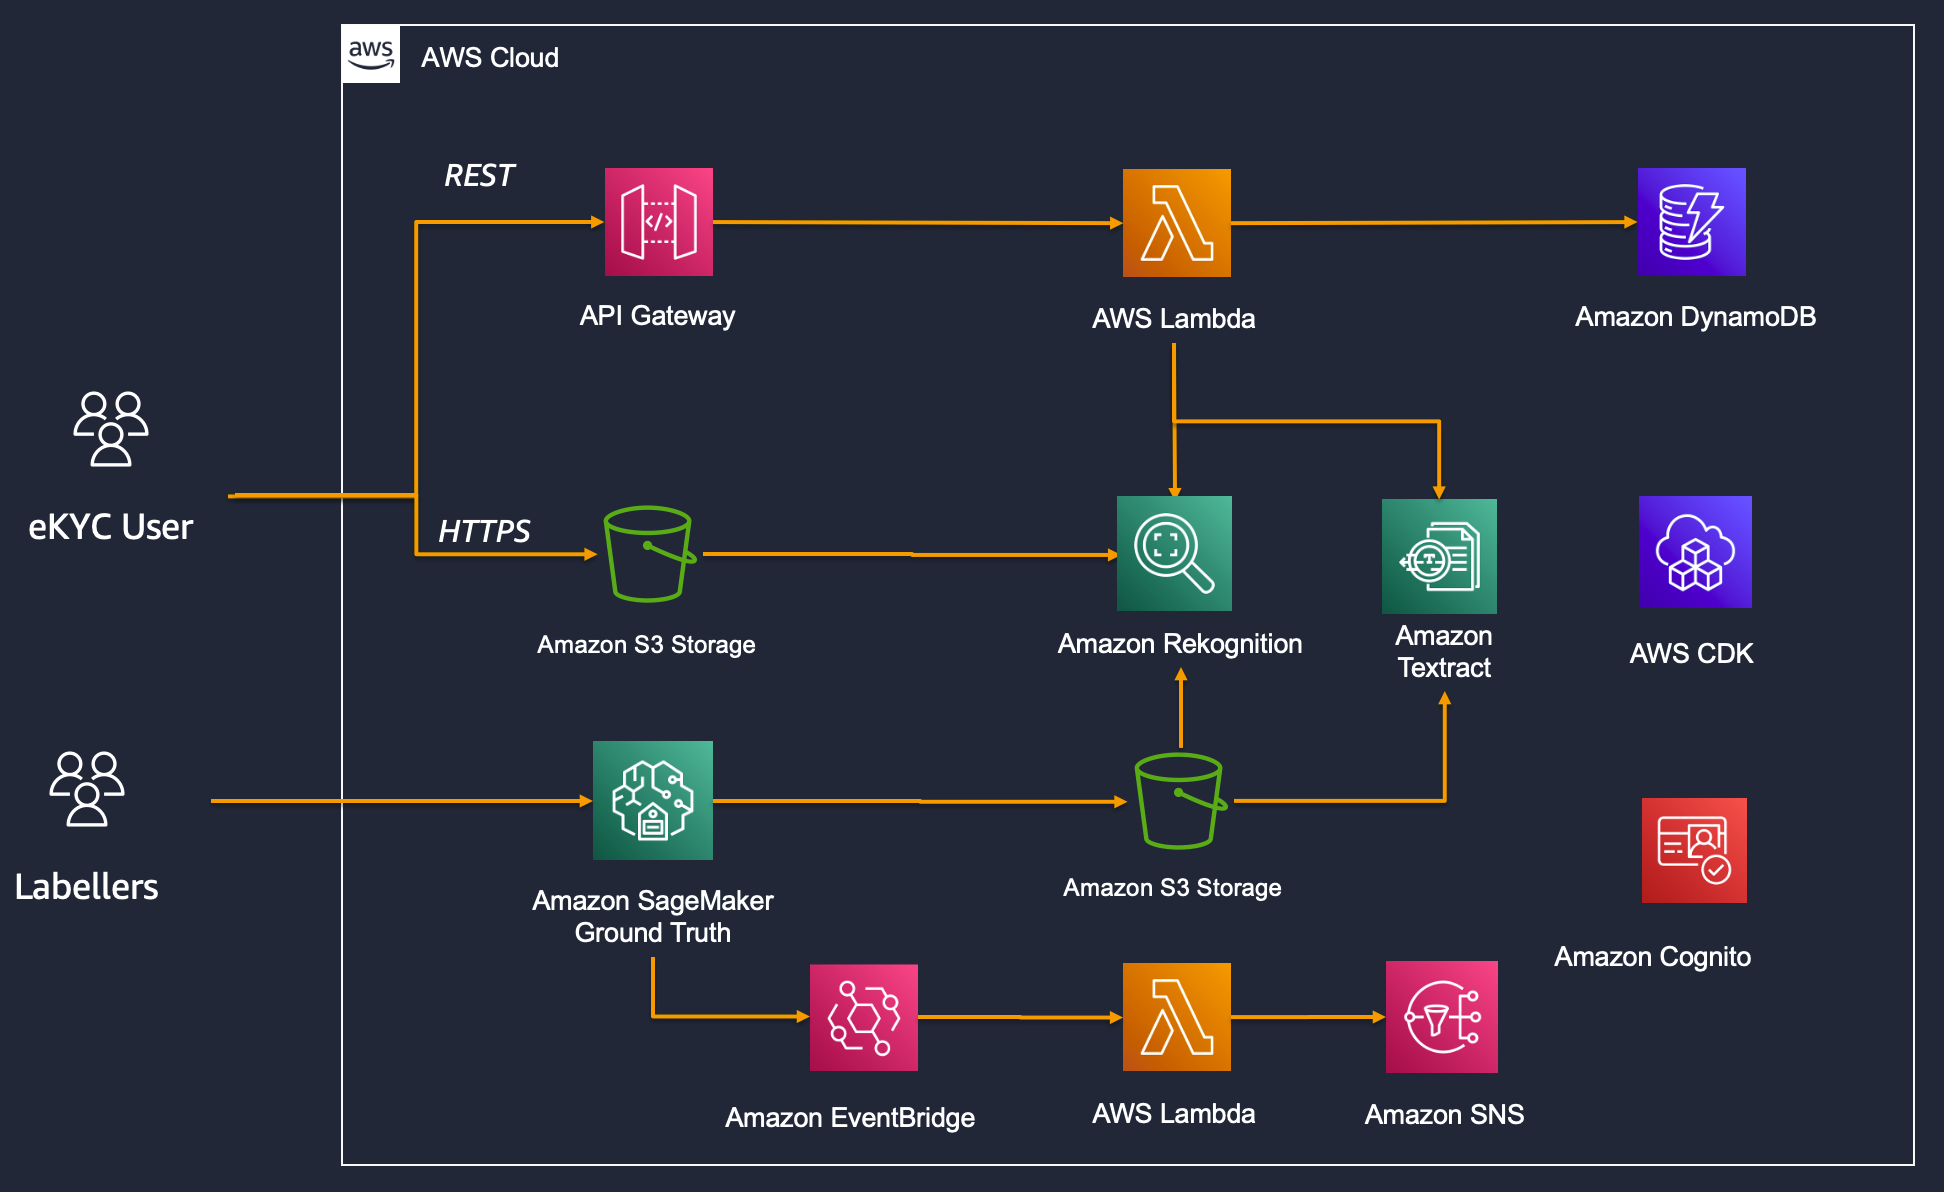 aws
AWS Cloud
REST
API Gateway
AWS Lambda
Amazon DynamoDB
eKYC User
HTTPS
Amazon S3 Storage
Amazon Rekognition
Amazon
Textract
AWS CDK
Labellers
Amazon SageMaker
Ground Truth
Amazon S3 Storage
Amazon Cognito
Amazon EventBridge
AWS Lambda
Amazon SNS